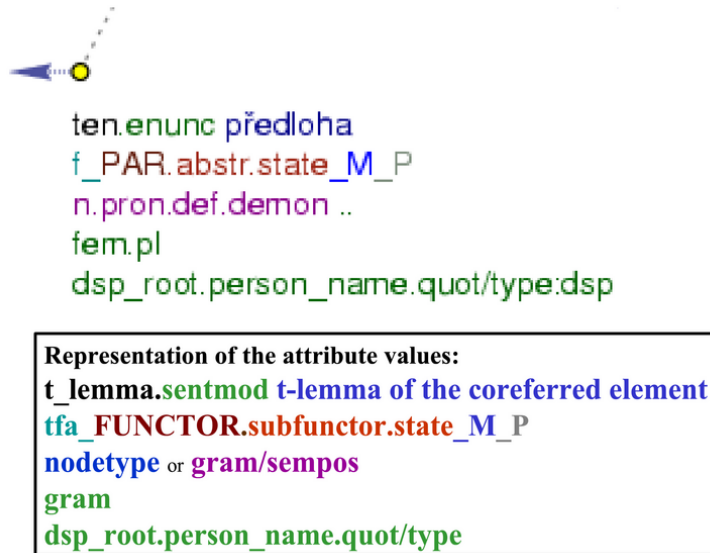 ten.enunc předloha
f_PAR.abstr.state_M_P
n.pron.def.demon ..
fem.pl
dsp_root.person_name.quot/type:dsp
Representation of the attribute values:
t_lemma.sentmod t-lemma of the coreferred element
tfa_FUNCTOR.subfunctor.state_M_P
nodetype or gram/sempos
gram
dsp_root.person_name.quot/type